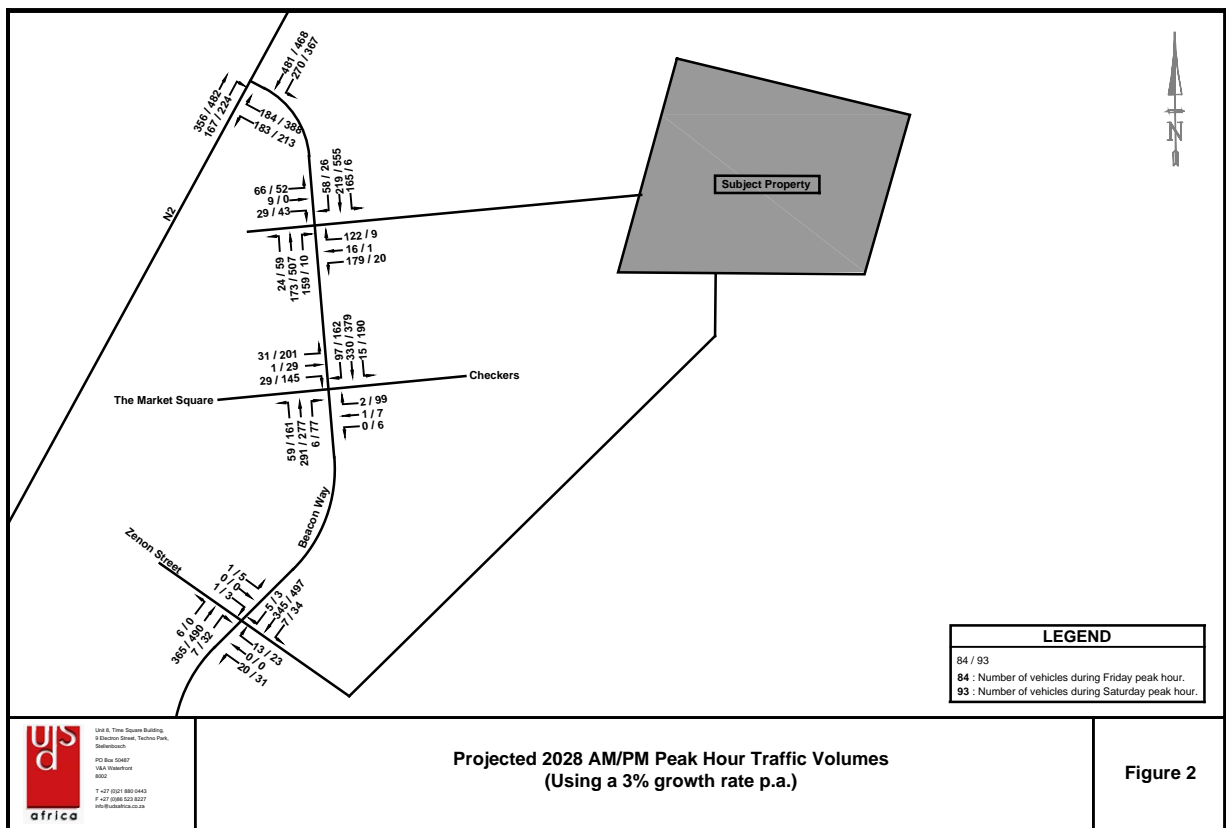 481 / 468
270 / 367
356 / 482
167 / 224
184 / 388
183 / 213
N
Subject Property
N2
66 / 52
9 / 0
29 / 43
58 / 26
219 / 555
165 / 6
122 / 9
16 / 1
179 / 20
24 / 59
173 / 507
159 / 10
31 / 201
1 / 29
29 / 145
97 / 162
330 / 379
15 / 190
The Market Square
Checkers
2 / 99
1 / 7
0 / 6
59 / 161
291 / 277
6 / 77
Beacon Way
Zenon Street
1 / 5
0 / 0
1 / 3
5 / 3
345 / 497
7 / 34
6 / 0
365 / 490
7 / 32
13 / 23
0 / 0
20 / 31
LEGEND
84 / 93
84 : Number of vehicles during Friday peak hour.
93 : Number of vehicles during Saturday peak hour.
uds
africa
Unit 8, Time Square Building,
9 Electron Street, Techno Park,
Stellenbosch
PO Box 50487
V&A Waterfront
8002
T +27 (0)21 880 0443
F +27 (0)86 523 8227
info@udsafrica.co.za
Projected 2028 AM/PM Peak Hour Traffic Volumes
(Using a 3% growth rate p.a.)
Figure 2